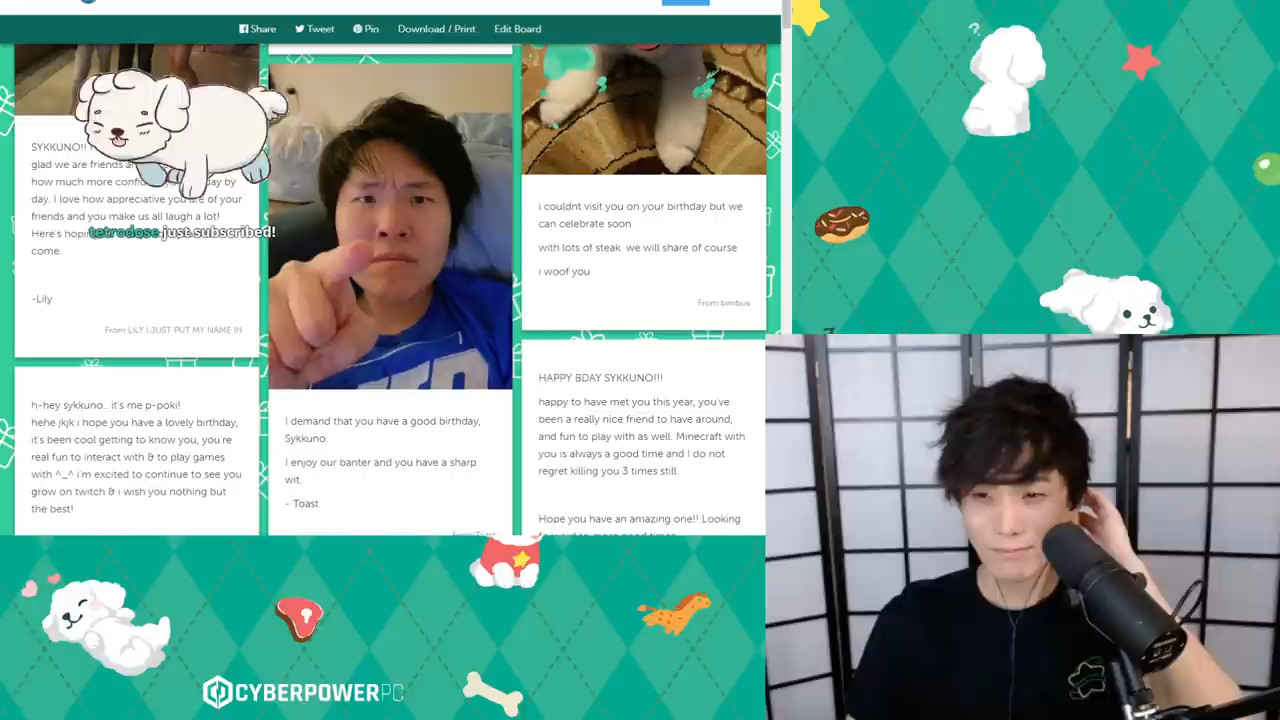 Share
Tweet
Pin
Download / Print
Edit Board
SYKKUNO!!
glad we are friends
how much more day by
day. I love how appreciative you are of your
friends and you make us all laugh a lot!
Here's
come.
-Lily
From LILY I JUST PUT MY NAME IN
tetrodose just subscribed!
h-hey sykkuno.. it's me p-poki!
hehe jkjk i hope you have a lovely birthday,
it's been cool getting to know you, you're
real fun to interact with & to play games
with ^_^ i'm excited to continue to see you
grow on twitch & i wish you nothing but
the best!
I demand that you have a good birthday,
Sykkuno.
I enjoy our banter and you have a sharp
wit.
- Toast
i couldnt visit you on your birthday but we
can celebrate soon
with lots of steak. we will share of course
i woof you
From bimbus
HAPPY BDAY SYKKUNO!!!
happy to have met you this year, you've
been a really nice friend to have around,
and fun to play with as well. Minecraft with
you is always a good time and I do not
regret killing you 3 times still.
Hope you have an amazing one!! Looking
?
CYBERPOWERPC